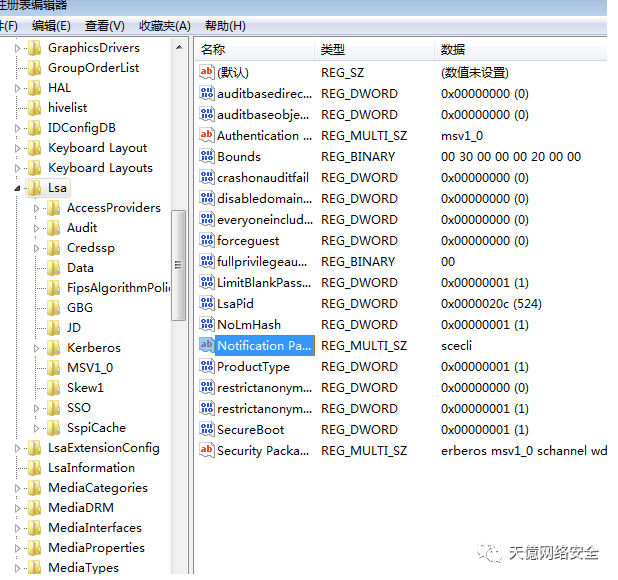 注册表编辑器
件(F) 编辑(E) 查看(V) 收藏夹(A) 帮助(H)
GraphicsDrivers
GroupOrderList
HAL
hivelist
IDConfigDB
Keyboard Layout
Keyboard Layouts
Lsa
AccessProviders
Audit
Credssp
Data
FipsAlgorithmPolic
GBG
JD
Kerberos
MSV1_0
Skew1
SSO
SspiCache
LsaExtensionConfig
LsaInformation
MediaCategories
MediaDRM
MediaInterfaces
MediaProperties
MediaTypes
名称 类型 数据
(默认) REG_SZ (数值未设置)
auditbasedirec... REG_DWORD 0x00000000 (0)
auditbaseobje... REG_DWORD 0x00000000 (0)
Authentication ... REG_MULTI_SZ msv1_0
Bounds REG_BINARY 00 30 00 00 00 20 00 00
crashonauditfail REG_DWORD 0x00000000 (0)
disabledomain... REG_DWORD 0x00000000 (0)
everyoneinclud... REG_DWORD 0x00000000 (0)
forceguest REG_DWORD 0x00000000 (0)
fullprivilegeau... REG_BINARY 00
LimitBlankPass... REG_DWORD 0x00000001 (1)
LsaPid REG_DWORD 0x0000020c (524)
NoLmHash REG_DWORD 0x00000001 (1)
Notification Pa... REG_MULTI_SZ scecli
ProductType REG_DWORD 0x00000001 (1)
restrictanonym... REG_DWORD 0x00000000 (0)
restrictanonym... REG_DWORD 0x00000001 (1)
SecureBoot REG_DWORD 0x00000001 (1)
Security Packa... REG_MULTI_SZ erberos msv1_0 schannel wd
天億网络安全